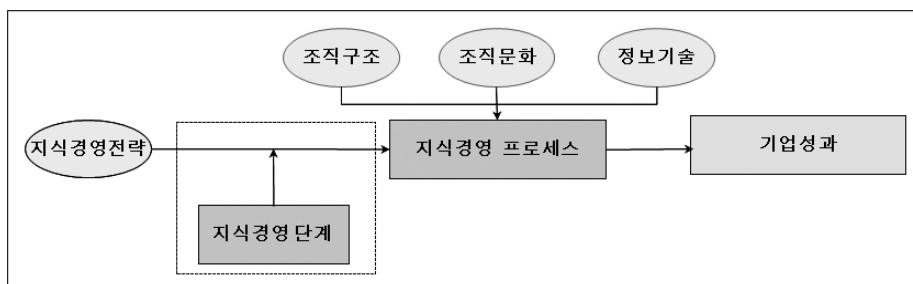 조직구조
조직문화
정보기술
지식경영전략
지식경영 프로세스
기업성과
지식경영 단계